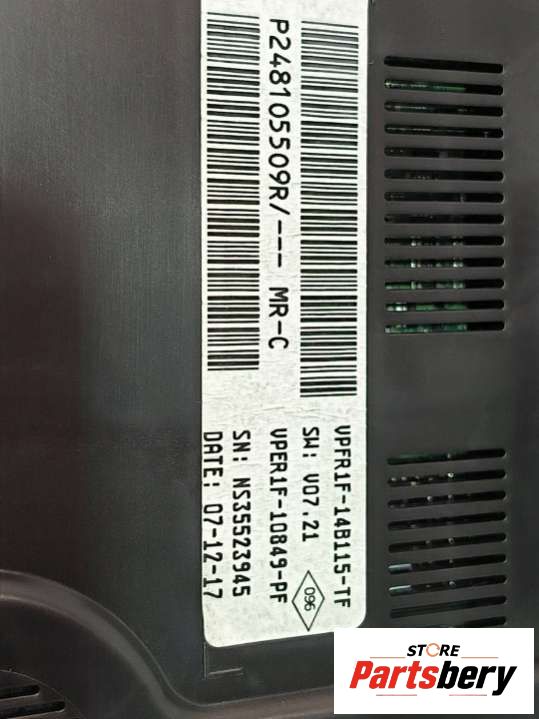 P248105509R/--- MR-C
VPFR1F-14B115-TF
SW: V07.21
096
VPER1F-10849-PF
SN: NS35523945
DATE: 07-12-17
STORE
Partsbery